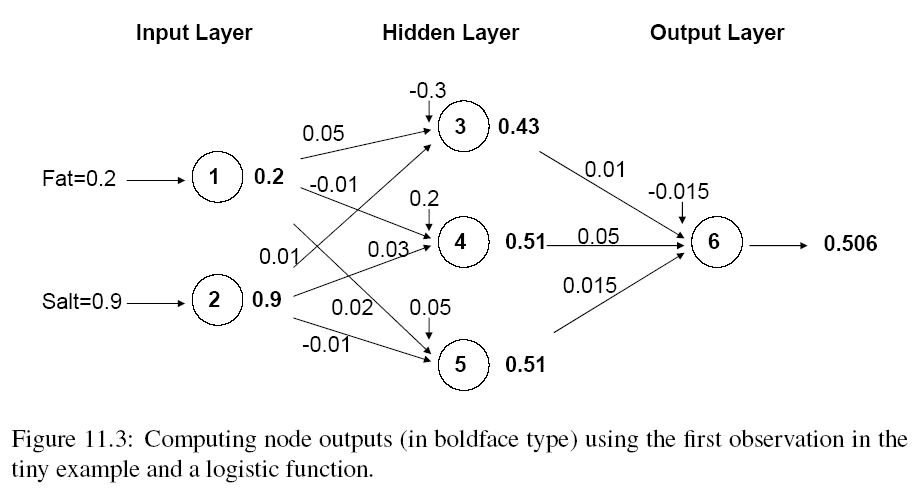 Input Layer Hidden Layer Output Layer
-0.3
0.05 3 0.43
Fat=0.2 1 0.2 -0.01 0.01 -0.015
0.2
0.01 0.03 4 0.51 0.05 6 0.506
Salt=0.9 2 0.9 0.02 0.05 0.015
-0.01
5 0.51
Figure 11.3: Computing node outputs (in boldface type) using the first observation in the
tiny example and a logistic function.